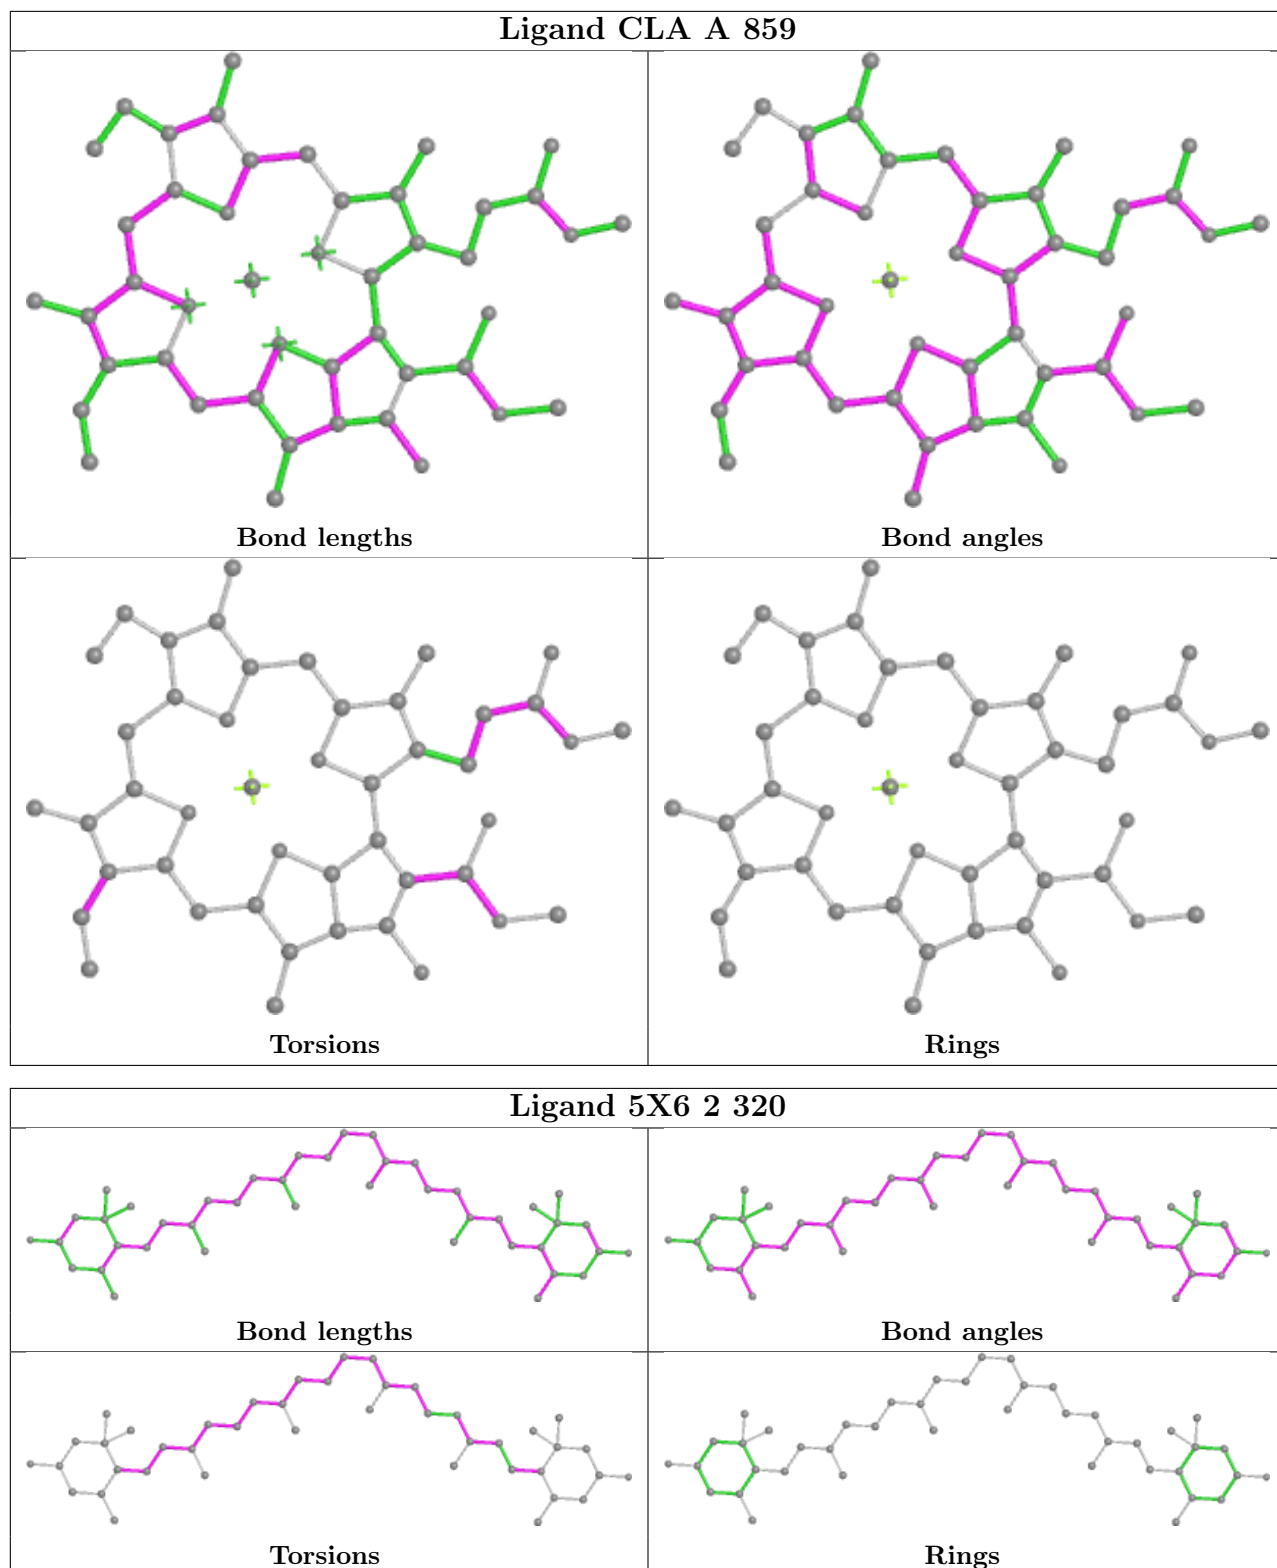 Ligand CLA A 859
Bond lengths
Bond angles
Torsions
Rings
Ligand 5X6 2 320
Bond lengths
Bond angles
Torsions
Rings